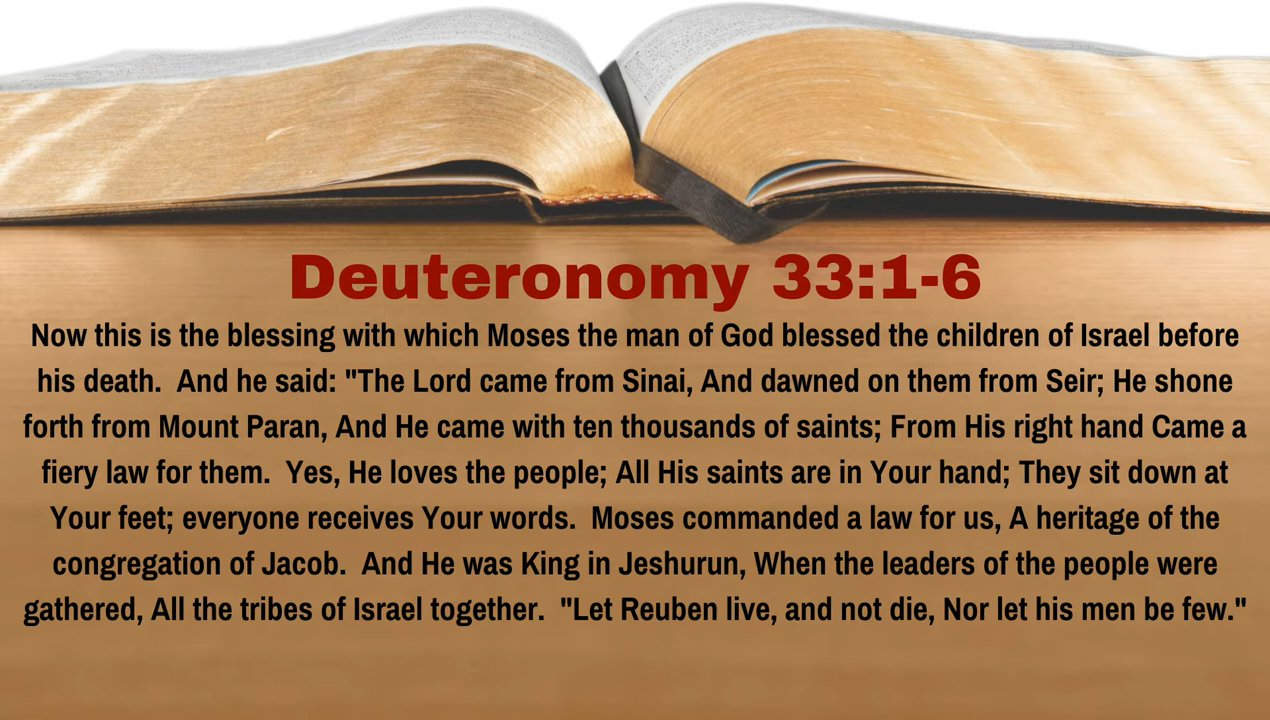 Deuteronomy 33:1-6
Now this is the blessing with which Moses the man of God blessed the children of Israel before
his death.  And he said: "The Lord came from Sinai, And dawned on them from Seir; He shone
forth from Mount Paran, And He came with ten thousands of saints; From His right hand Came a
fiery law for them.  Yes, He loves the people; All His saints are in Your hand; They sit down at
Your feet; everyone receives Your words.  Moses commanded a law for us, A heritage of the
congregation of Jacob.  And He was King in Jeshurun, When the leaders of the people were
gathered, All the tribes of Israel together.  "Let Reuben live, and not die, Nor let his men be few."